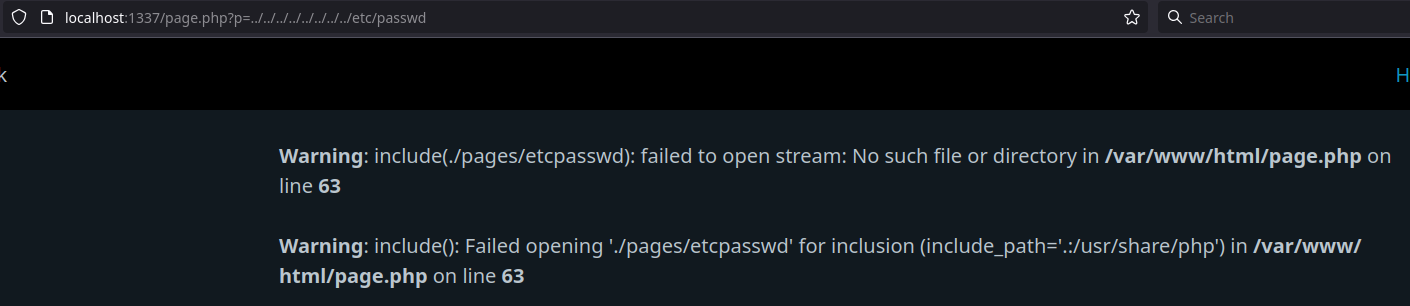 localhost:1337/page.php?p=../../../../../../../../etc/passwd
Search
k
H
Warning: include(./pages/etcpasswd): failed to open stream: No such file or directory in /var/www/html/page.php on
line 63
Warning: include(): Failed opening './pages/etcpasswd' for inclusion (include_path='.:/usr/share/php') in /var/www/
html/page.php on line 63